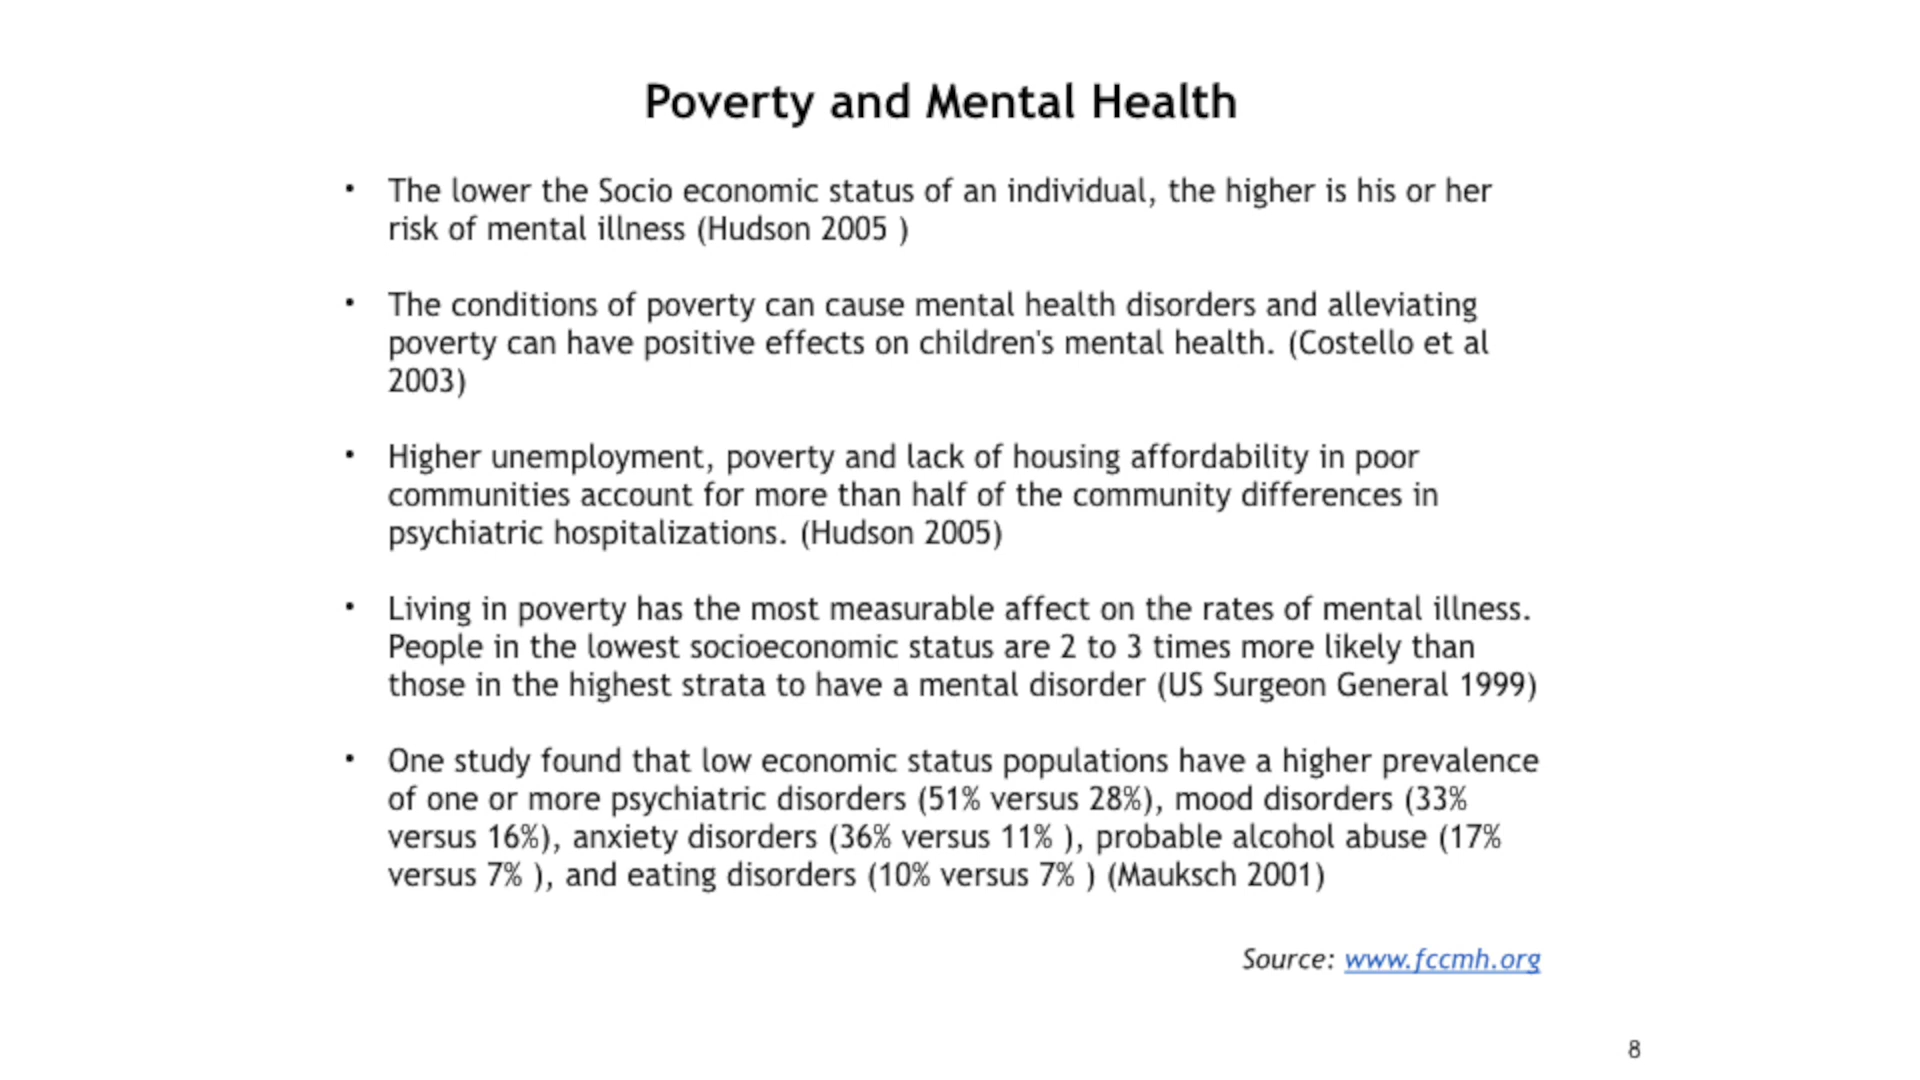 Poverty and Mental Health
• The lower the Socio economic status of an individual, the higher is his or her
risk of mental illness (Hudson 2005 )
• The conditions of poverty can cause mental health disorders and alleviating
poverty can have positive effects on children's mental health. (Costello et al
2003)
• Higher unemployment, poverty and lack of housing affordability in poor
communities account for more than half of the community differences in
psychiatric hospitalizations. (Hudson 2005)
• Living in poverty has the most measurable affect on the rates of mental illness.
People in the lowest socioeconomic status are 2 to 3 times more likely than
those in the highest strata to have a mental disorder (US Surgeon General 1999)
• One study found that low economic status populations have a higher prevalence
of one or more psychiatric disorders (51% versus 28%), mood disorders (33%
versus 16%), anxiety disorders (36% versus 11% ), probable alcohol abuse (17%
versus 7% ), and eating disorders (10% versus 7% ) (Mauksch 2001)
Source: www.fccmh.org
8